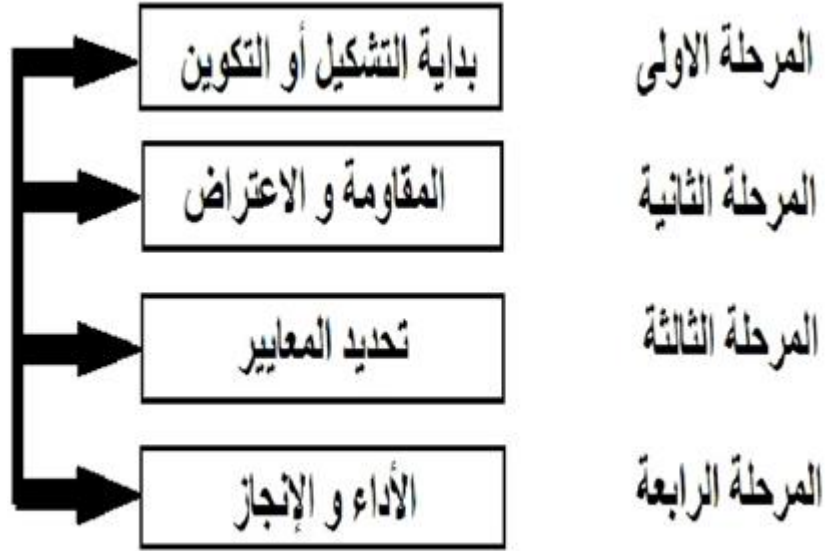 المرحلة الاولى
بداية التشكيل أو التكوين
المرحلة الثانية
المقاومة و الاعتراض
المرحلة الثالثة
تحديد المعايير
المرحلة الرابعة
الأداء و الإنجاز